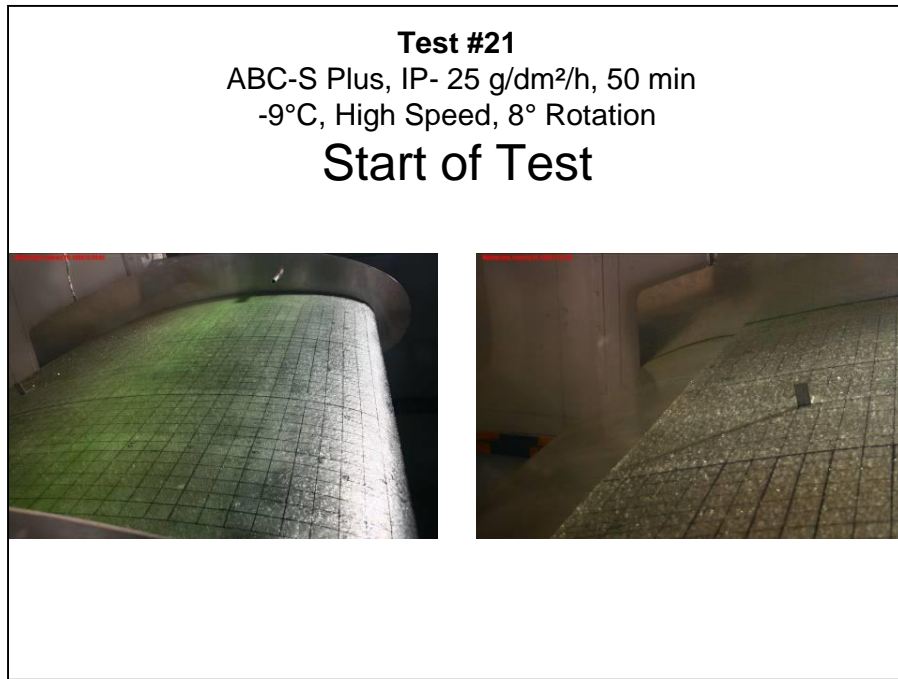 Test #21
ABC-S Plus, IP- 25 g/dm²/h, 50 min
-9°C, High Speed, 8° Rotation
Start of Test